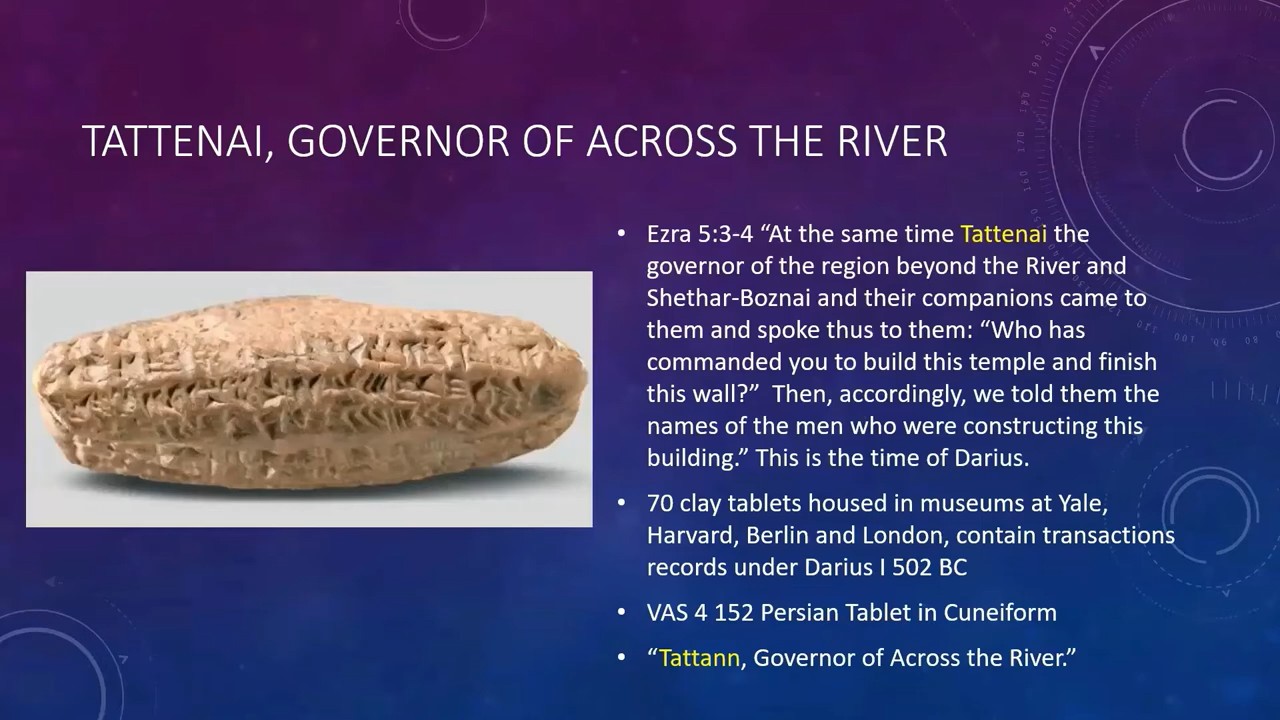 TATTENAI, GOVERNOR OF ACROSS THE RIVER
• Ezra 5:3-4 “At the same time Tattenai the
governor of the region beyond the River and
Shethar-Boznai and their companions came to
them and spoke thus to them: “Who has
commanded you to build this temple and finish
this wall?”  Then, accordingly, we told them the
names of the men who were constructing this
building.” This is the time of Darius.
• 70 clay tablets housed in museums at Yale,
Harvard, Berlin and London, contain transactions
records under Darius I 502 BC
• VAS 4 152 Persian Tablet in Cuneiform
• “Tattann, Governor of Across the River.”